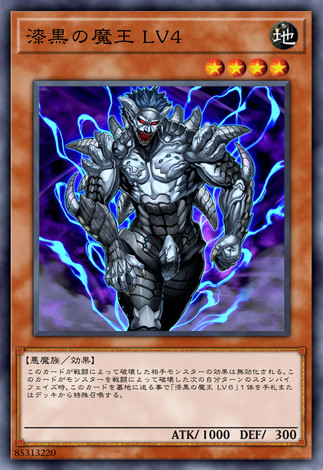 漆黒の魔王 LV4
地
【悪魔族／効果】
このカードが戦闘によって破壊した相手モンスターの効果は無効化される。こ
のカードがモンスターを戦闘によって破壊した次の自分ターンのスタンバイ
フェイズ時、このカードを墓地に送る事で「漆黒の魔王 LV6」1体を手札また
はデッキから特殊召喚する。
ATK/ 1000 DEF/ 300
85313220